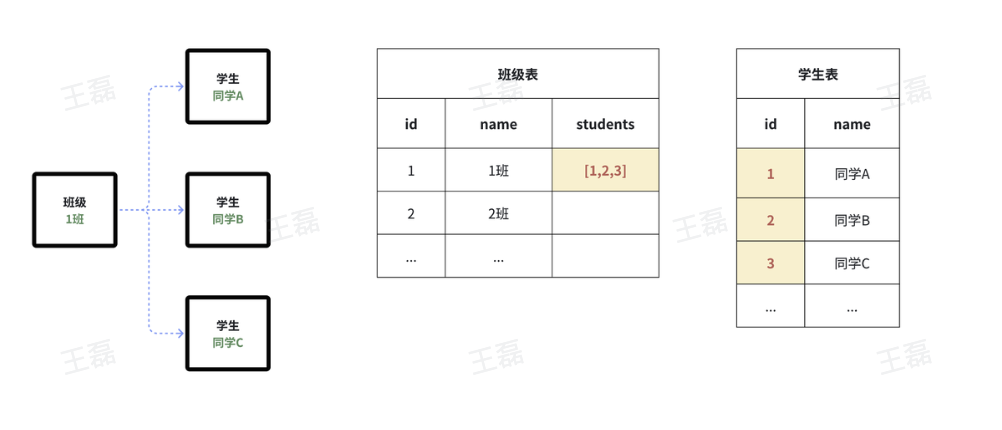 学生
同学A
班级
1班
学生
同学B
学生
同学C
班级表
id name students
1 1班 [1,2,3]
2 2班
... ...
学生表
id name
1 同学A
2 同学B
3 同学C
... ...
王磊
王磊
王磊
王磊
王磊
王磊
王磊
王磊